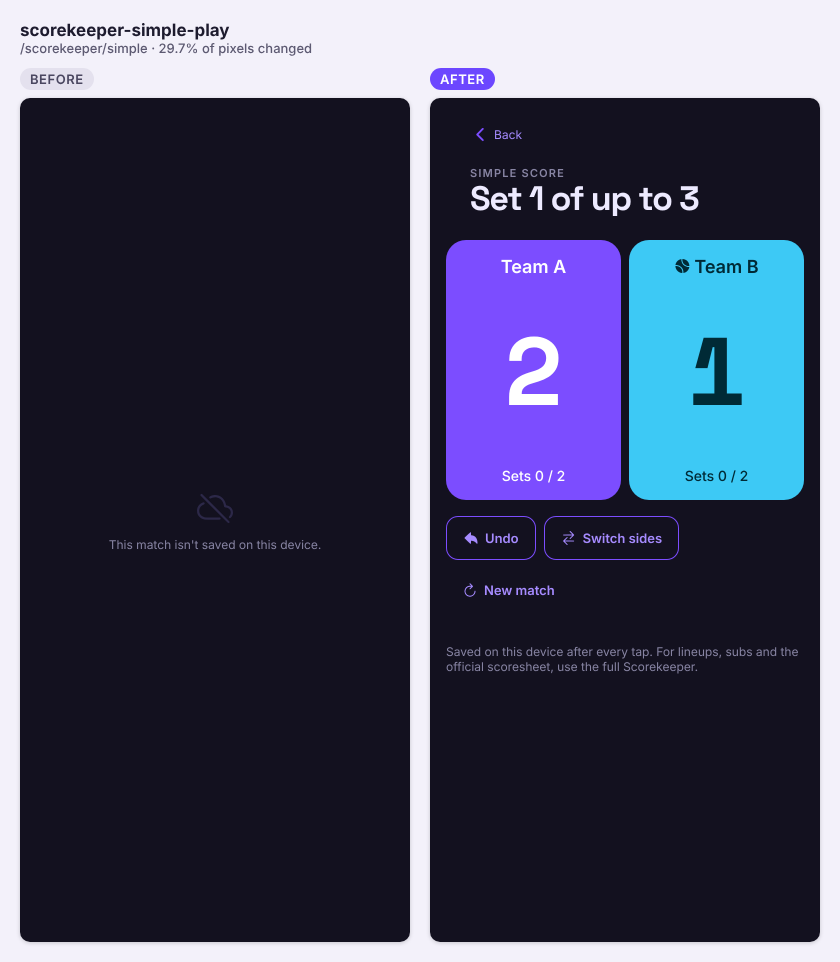 scorekeeper-simple-play
/scorekeeper/simple · 29.7% of pixels changed
BEFORE
This match isn't saved on this device.
AFTER
Back
SIMPLE SCORE
Set 1 of up to 3
Team A
2
Sets 0 / 2
Team B
1
Sets 0 / 2
Undo
Switch sides
New match
Saved on this device after every tap. For lineups, subs and the
official scoresheet, use the full Scorekeeper.